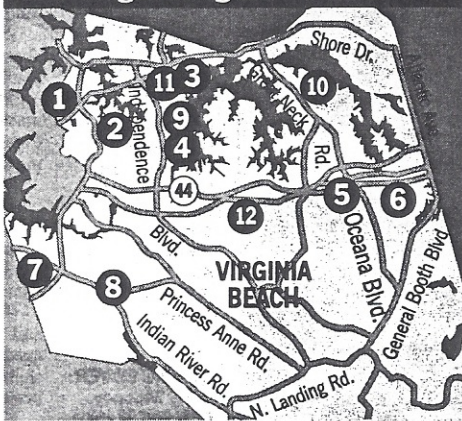 Shore Dr.
Atlantic Ave.
1
11
3
10
Great Neck
Rd.
Independence
2
9
4
44
5
6
12
Blvd.
Oceana Blvd.
General Booth Blvd.
VIRGINIA
BEACH
7
8
Princess Anne Rd.
Indian River Rd.
N. Landing Rd.